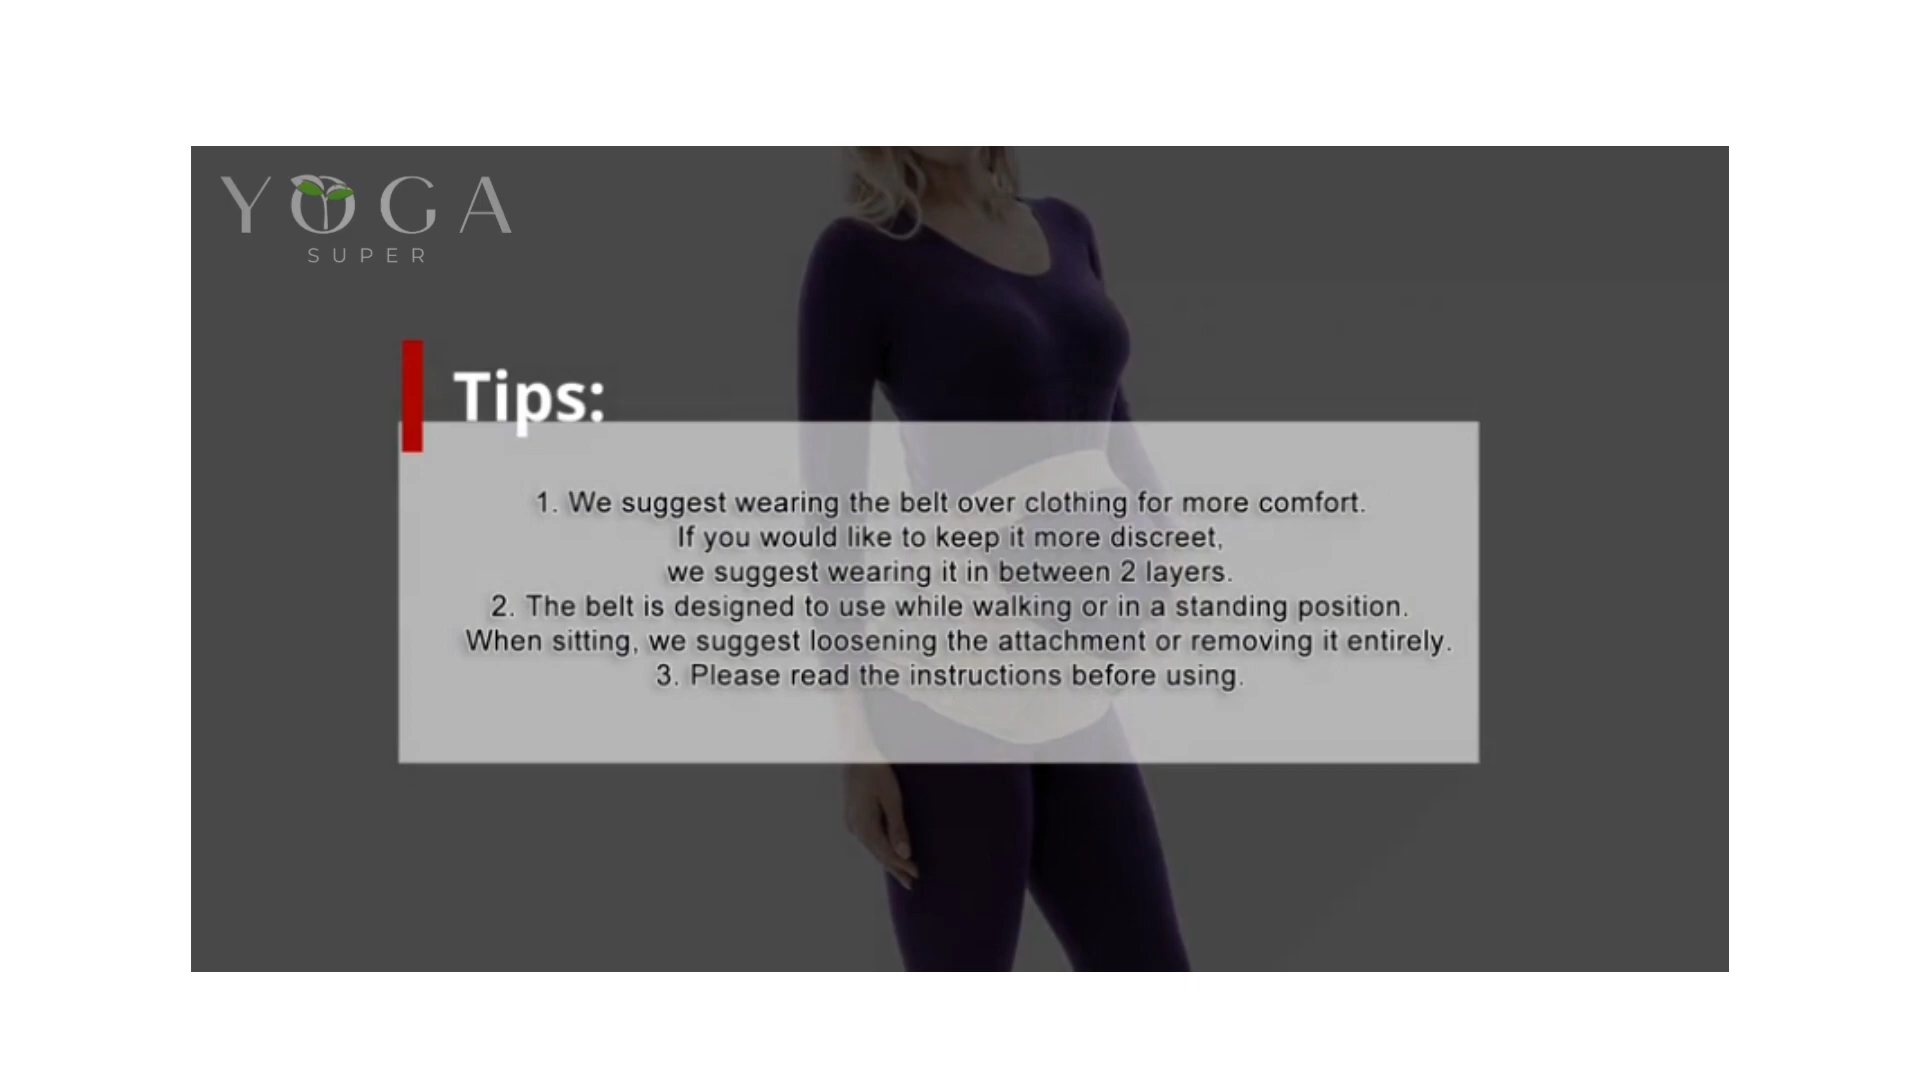 YOGA
SUPER
Tips:
1. We suggest wearing the belt over clothing for more comfort.
If you would like to keep it more discreet,
we suggest wearing it in between 2 layers.
2. The belt is designed to use while walking or in a standing position.
When sitting, we suggest loosening the attachment or removing it entirely.
3. Please read the instructions before using.